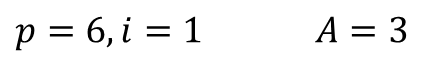 p = 6, i = 1 A = 3